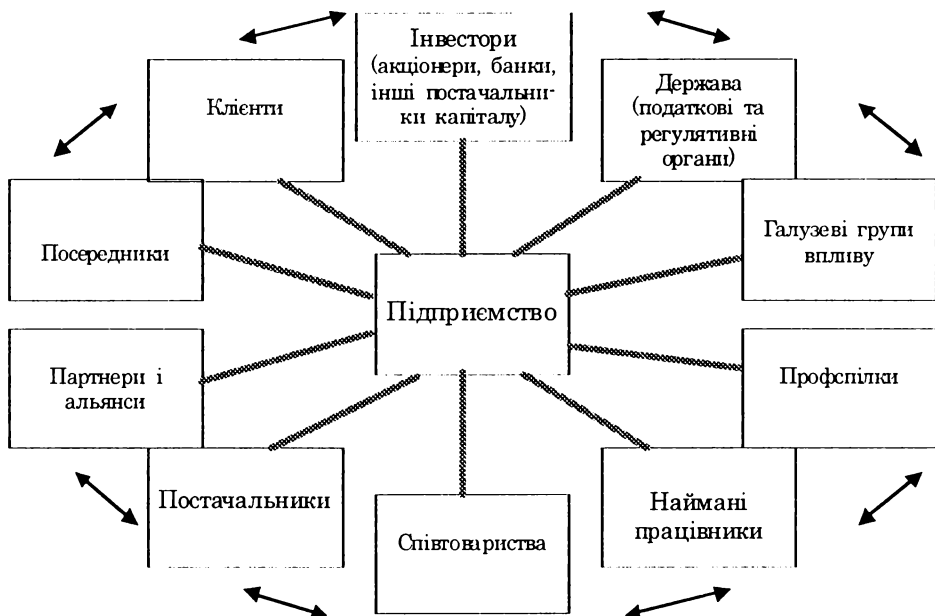 Інвестори
(акціонери, банки,
інші постачальни-
ки капіталу)
Клієнти
Держава
(податкові та
регулятивні
органи)
Посередники
Галузеві групи
впливу
Підприємство
Партнери і
альянси
Профспілки
Постачальники
Наймані
працівники
Співтовариства